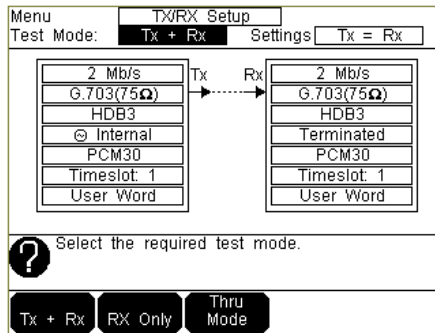 Menu TX/RX Setup
Test Mode: Tx + Rx Settings Tx = Rx
2 Mb/s Tx Rx 2 Mb/s
G.703(75Ω) G.703(75Ω)
HDB3 HDB3
Internal Terminated
PCM30 PCM30
Timeslot: 1 Timeslot: 1
User Word User Word
? Select the required test mode.
Tx + Rx RX Only Thru Mode